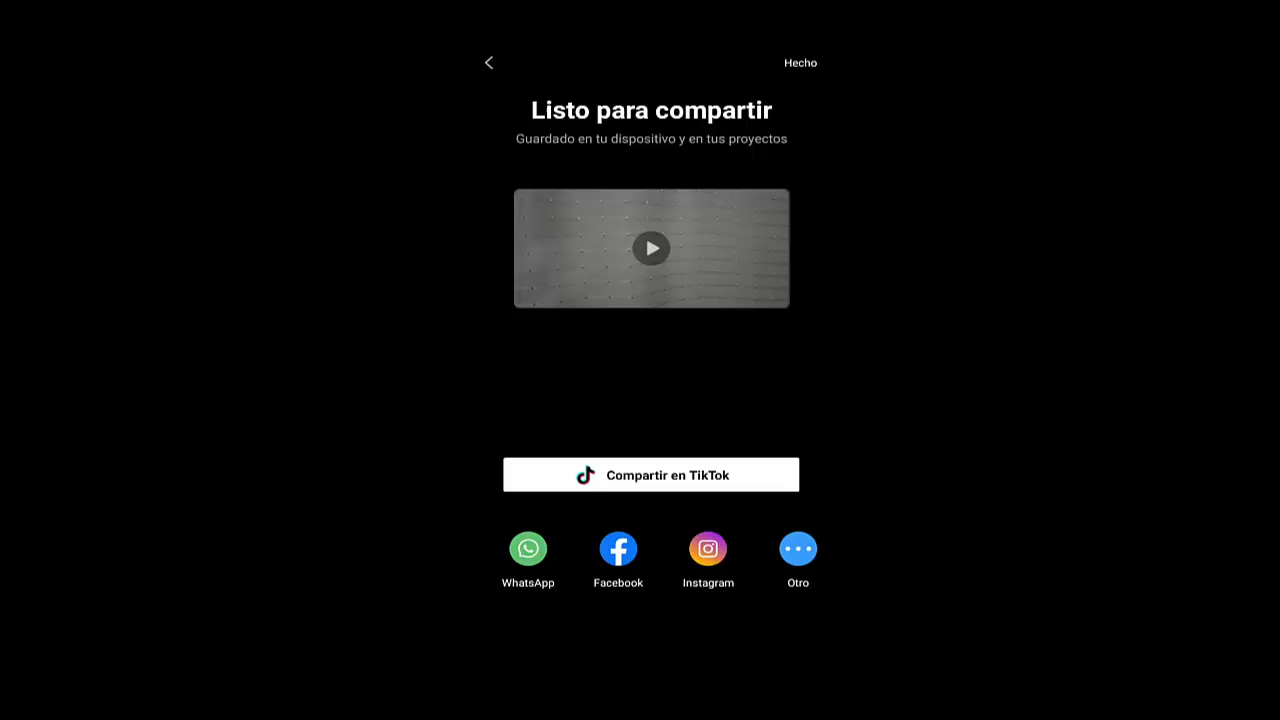 Hecho
Listo para compartir
Guardado en tu dispositivo y en tus proyectos
Compartir en TikTok
WhatsApp
Facebook
Instagram
Otro